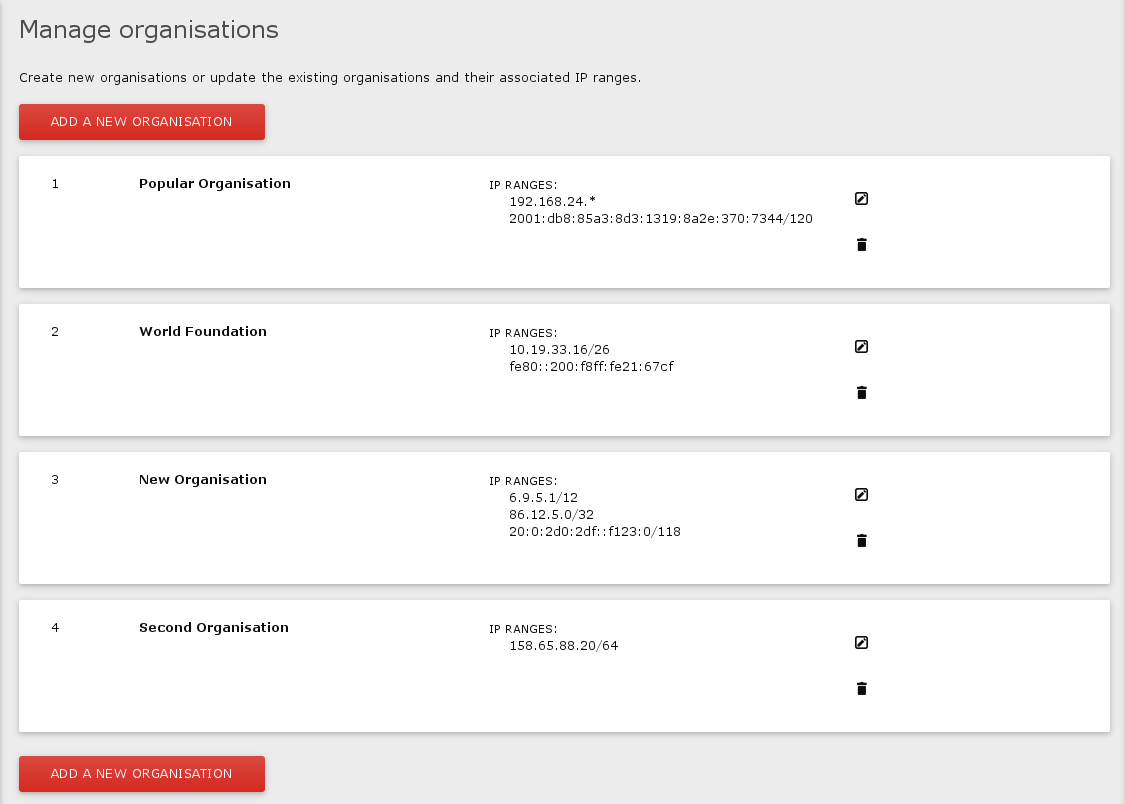 Manage organisations
Create new organisations or update the existing organisations and their associated IP ranges.
ADD A NEW ORGANISATION
1
Popular Organisation
IP RANGES:
192.168.24.*
2001:db8:85a3:8d3:1319:8a2e:370:7344/120
2
World Foundation
IP RANGES:
10.19.33.16/26
fe80::200:f8ff:fe21:67cf
3
New Organisation
IP RANGES:
6.9.5.1/12
86.12.5.0/32
20:0:2d0:2df::f123:0/118
4
Second Organisation
IP RANGES:
158.65.88.20/64
ADD A NEW ORGANISATION